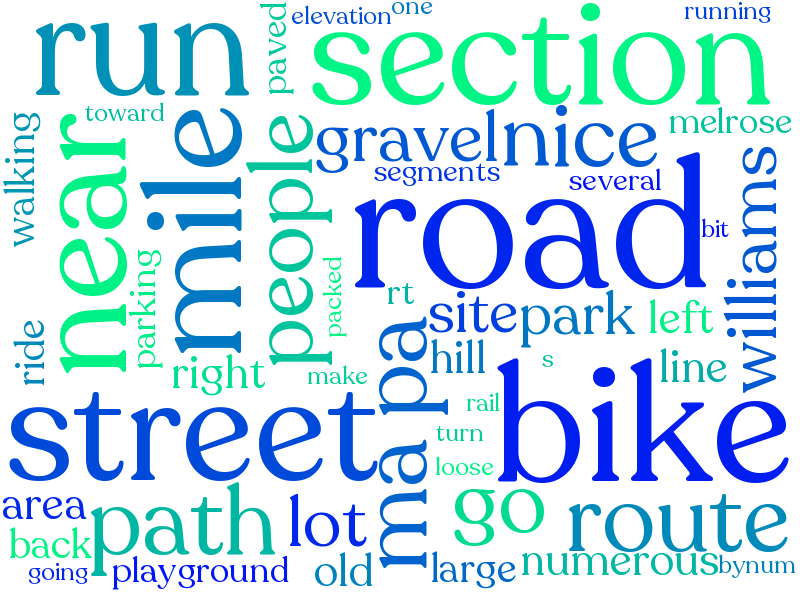 elevation
one
running
run
paved
section
toward
walking
near
mile
people
gravel
nice
melrose
segments
several
road
bit
williams
parking
packed
rt
site
park
left
ride
right
make
ma pa
hill
s
line
street
rail
bike
turn
loose
area
path
lot
go
route
back
going
playground
old
large
numerous
bynum